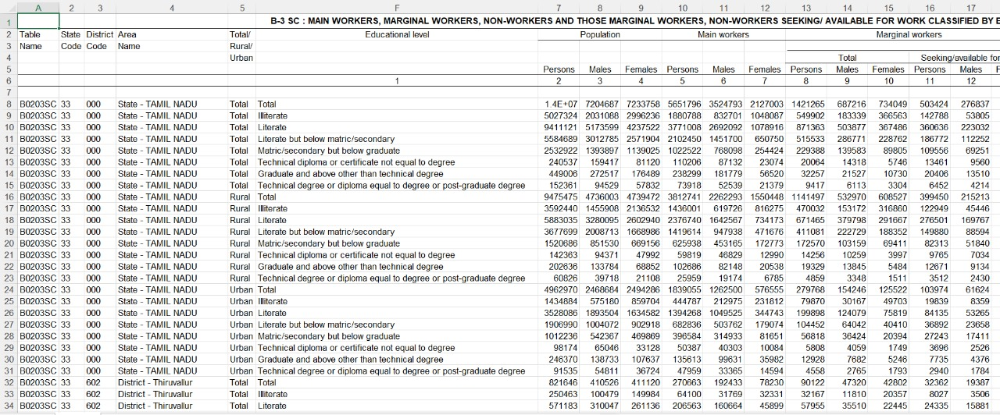 A 2 3 4 5 F 7 8 9 10 11 12 13 14 15 16 17
1 B-3 SC : MAIN WORKERS, MARGINAL WORKERS, NON-WORKERS AND THOSE MARGINAL WORKERS, NON-WORKERS SEEKING/ AVAILABLE FOR WORK CLASSIFIED BY E
2 Table State District Area Total/ Educational level Population Main workers Marginal workers
3 Name Code Code Name Rural/
4 Urban Total Seeking/available for
5 Persons Males Females Persons Males Females Persons Males Females Persons Males F
6 1 2 3 4 5 6 7 8 9 10 11 12
7
8 B0203SC 33 000 State - TAMIL NADU Total Total 1.4E+07 7204687 7233758 5651796 3524793 2127003 1421265 687216 734049 503424 276837
9 B0203SC 33 000 State - TAMIL NADU Total Illiterate 5027324 2031088 2996236 1880788 832701 1048087 549902 183339 366563 142788 53805
10 B0203SC 33 000 State - TAMIL NADU Total Literate 9411121 5173599 4237522 3771008 2692092 1078916 871363 503877 367486 360636 223032
11 B0203SC 33 000 State - TAMIL NADU Total Literate but below matric/secondary 5584689 3012785 2571904 2102450 1451700 650750 515533 286771 228762 186772 112252
12 B0203SC 33 000 State - TAMIL NADU Total Matric/secondary but below graduate 2532922 1393897 1139025 1022522 768098 254424 229388 139583 89805 109556 69251
13 B0203SC 33 000 State - TAMIL NADU Total Technical diploma or certificate not equal to degree 240537 159417 81120 110206 87132 23074 20064 14318 5746 13461 9560
14 B0203SC 33 000 State - TAMIL NADU Total Graduate and above other than technical degree 449006 272517 176489 238299 181779 56520 32257 21527 10730 20406 13510
15 B0203SC 33 000 State - TAMIL NADU Total Technical degree or diploma equal to degree or post-graduate degree 152361 94529 57832 73918 52539 21379 9417 6113 3304 6452 4214
16 B0203SC 33 000 State - TAMIL NADU Rural Total 9475475 4736003 4739472 3812741 2262293 1550448 1141497 532970 608527 399450 215213
17 B0203SC 33 000 State - TAMIL NADU Rural Illiterate 3592440 1455908 2136532 1436001 619726 816275 470032 153172 316860 122949 45446
18 B0203SC 33 000 State - TAMIL NADU Rural Literate 5883035 3280095 2602940 2376740 1642567 734173 671465 379798 291667 276501 169767
19 B0203SC 33 000 State - TAMIL NADU Rural Literate but below matric/secondary 3677699 2008713 1668986 1419614 947938 471676 411081 222729 188352 149880 88594
20 B0203SC 33 000 State - TAMIL NADU Rural Matric/secondary but below graduate 1520686 851530 669156 625938 453165 172773 172570 103159 69411 82313 51840
21 B0203SC 33 000 State - TAMIL NADU Rural Technical diploma or certificate not equal to degree 142363 94371 47992 59819 46829 12990 14256 10259 3997 9765 7034
22 B0203SC 33 000 State - TAMIL NADU Rural Graduate and above other than technical degree 202636 133784 68852 102686 82148 20538 19329 13845 5484 12671 9134
23 B0203SC 33 000 State - TAMIL NADU Rural Technical degree or diploma equal to degree or post-graduate degree 60826 39718 21108 25959 19174 6785 4859 3348 1511 3512 2430
24 B0203SC 33 000 State - TAMIL NADU Urban Total 4962970 2468684 2494286 1839055 1262500 576555 279768 154246 125522 103974 61624
25 B0203SC 33 000 State - TAMIL NADU Urban Illiterate 1434884 575180 859704 444787 212975 231812 79870 30167 49703 19839 8359
26 B0203SC 33 000 State - TAMIL NADU Urban Literate 3528086 1893504 1634582 1394268 1049525 344743 199898 124079 75819 84135 53265
27 B0203SC 33 000 State - TAMIL NADU Urban Literate but below matric/secondary 1906990 1004072 902918 682836 503762 179074 104452 64042 40410 36892 23658
28 B0203SC 33 000 State - TAMIL NADU Urban Matric/secondary but below graduate 1012236 542367 469869 396584 314933 81651 56818 36424 20394 27243 17411
29 B0203SC 33 000 State - TAMIL NADU Urban Technical diploma or certificate not equal to degree 98174 65046 33128 50387 40303 10084 5808 4059 1749 3696 2526
30 B0203SC 33 000 State - TAMIL NADU Urban Graduate and above other than technical degree 246370 138733 107637 135613 99631 35982 12928 7682 5246 7735 4376
31 B0203SC 33 000 State - TAMIL NADU Urban Technical degree or diploma equal to degree or post-graduate degree 91535 54811 36724 47959 33365 14594 4558 2765 1793 2940 1784
32 B0203SC 33 602 District - Thiruvallur Total Total 821646 410526 411120 270663 192433 78230 90122 47320 42802 32362 19387
33 B0203SC 33 602 District - Thiruvallur Total Illiterate 250463 100479 149984 64100 31769 32331 32167 11810 20357 8027 3506
34 B0203SC 33 602 District - Thiruvallur Total Literate 571183 310047 261136 206563 160664 45899 57955 35510 22445 24335 15881